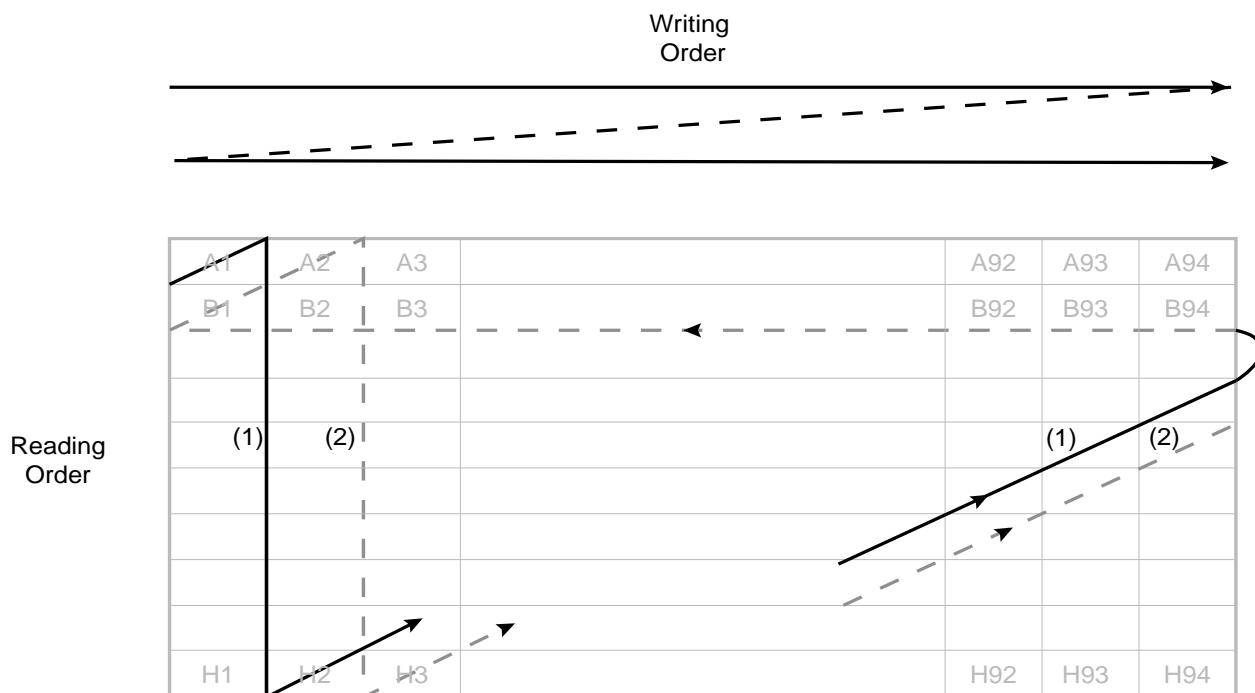 Writing
Order
A1 A2 A3 A92 A93 A94
B1 B2 B3 B92 B93 B94
(1) (2) (1) (2)
Reading
Order
H1 H2 H3 H92 H93 H94